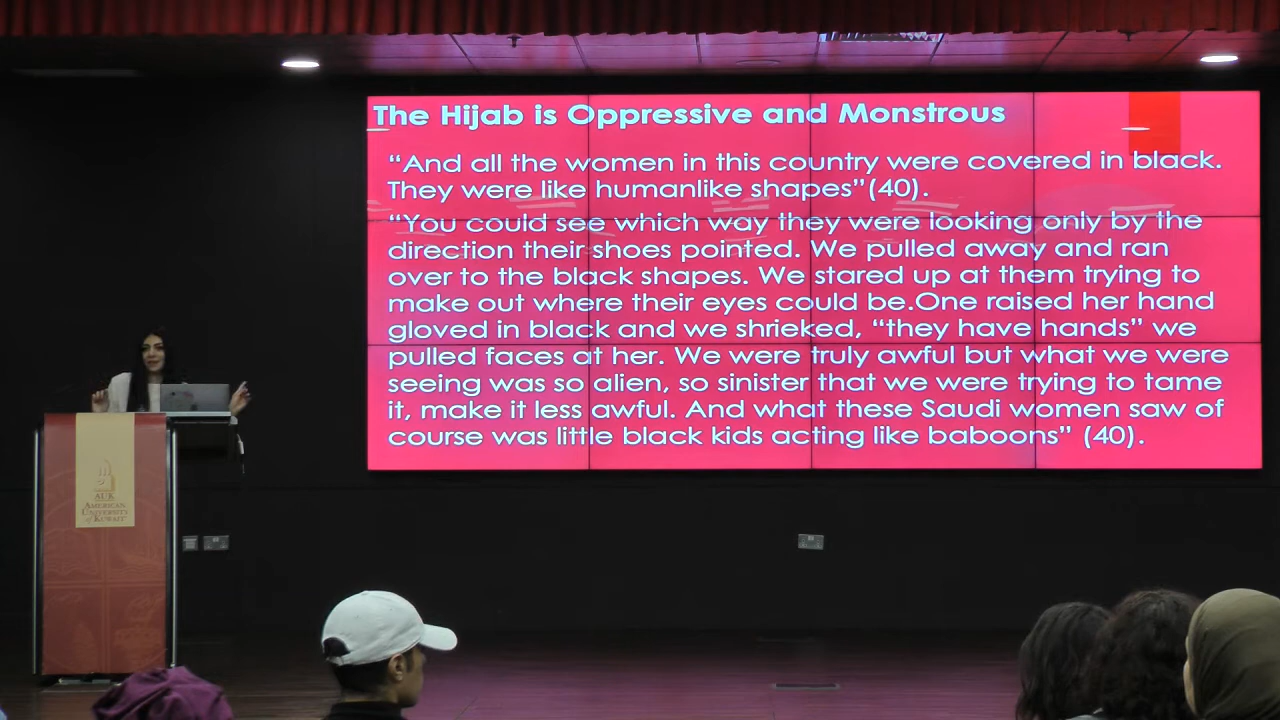 The Hijab is Oppressive and Monstrous
“And all the women in this country were covered in black.
They were like humanlike shapes”(40).
“You could see which way they were looking only by the
direction their shoes pointed. We pulled away and ran
over to the black shapes. We stared up at them trying to
make out where their eyes could be.One raised her hand
gloved in black and we shrieked, “they have hands” we
pulled faces at her. We were truly awful but what we were
seeing was so alien, so sinister that we were trying to tame
it, make it less awful. And what these Saudi women saw of
course was little black kids acting like baboons” (40).
AUK
American
University
of Kuwait